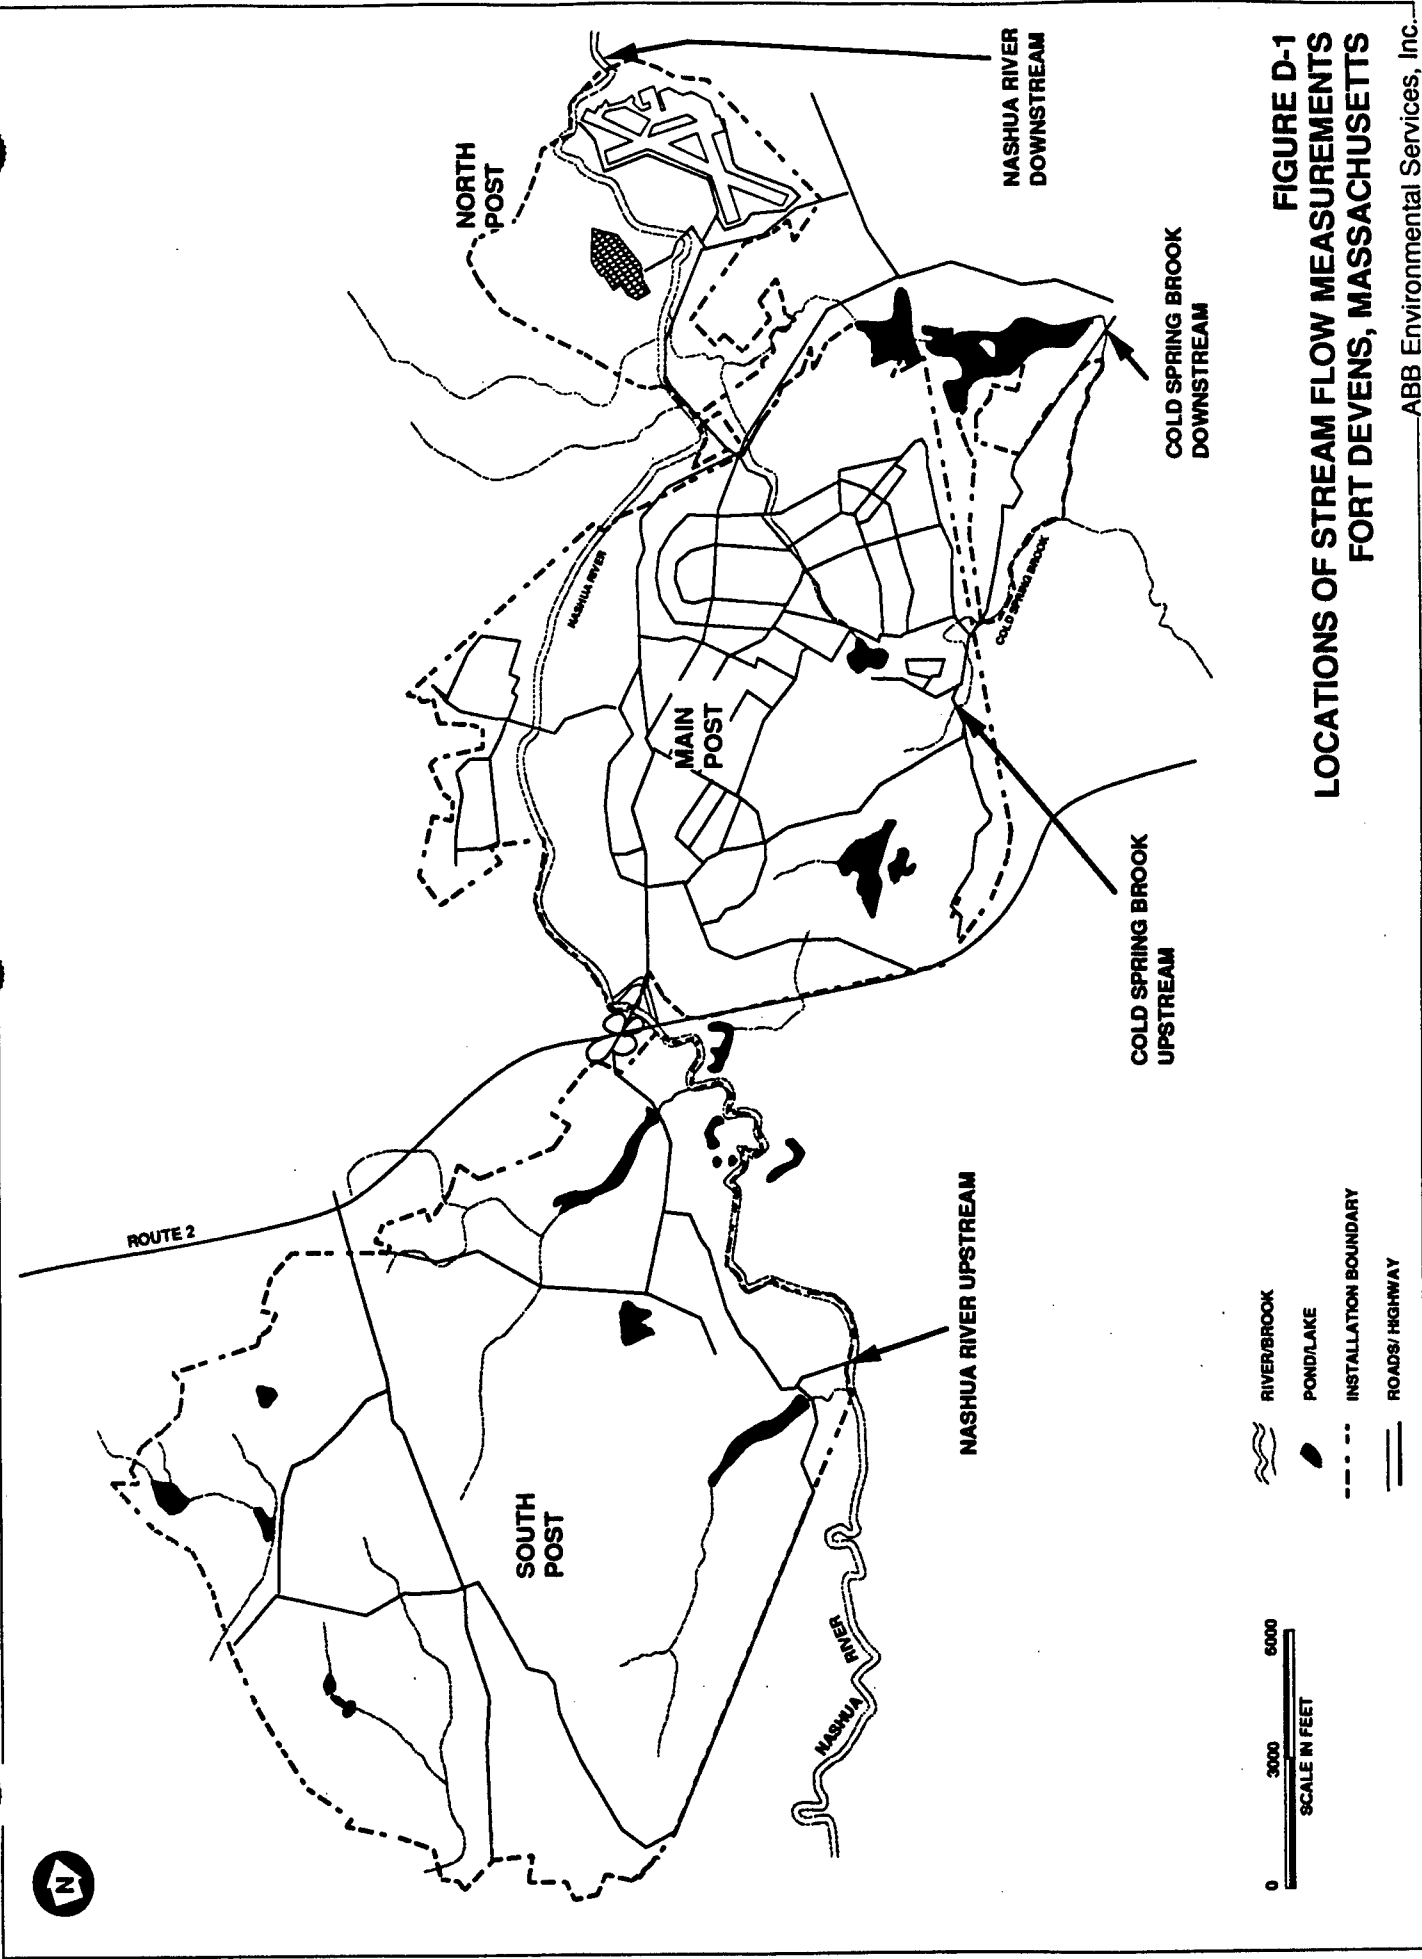 N
NORTH
POST
NASHUA RIVER
DOWNSTREAM
COLD SPRING BROOK
DOWNSTREAM
NASHUA RIVER
COLD SPRING BROOK
MAIN
POST
COLD SPRING BROOK
UPSTREAM
ROUTE 2
NASHUA RIVER UPSTREAM
SOUTH
POST
NASHUA RIVER
RIVER/BROOK
POND/LAKE
INSTALLATION BOUNDARY
ROADS/ HIGHWAY
0 3000 6000
SCALE IN FEET
FIGURE D-1
LOCATIONS OF STREAM FLOW MEASUREMENTS
FORT DEVENS, MASSACHUSETTS
ABB Environmental Services, Inc.